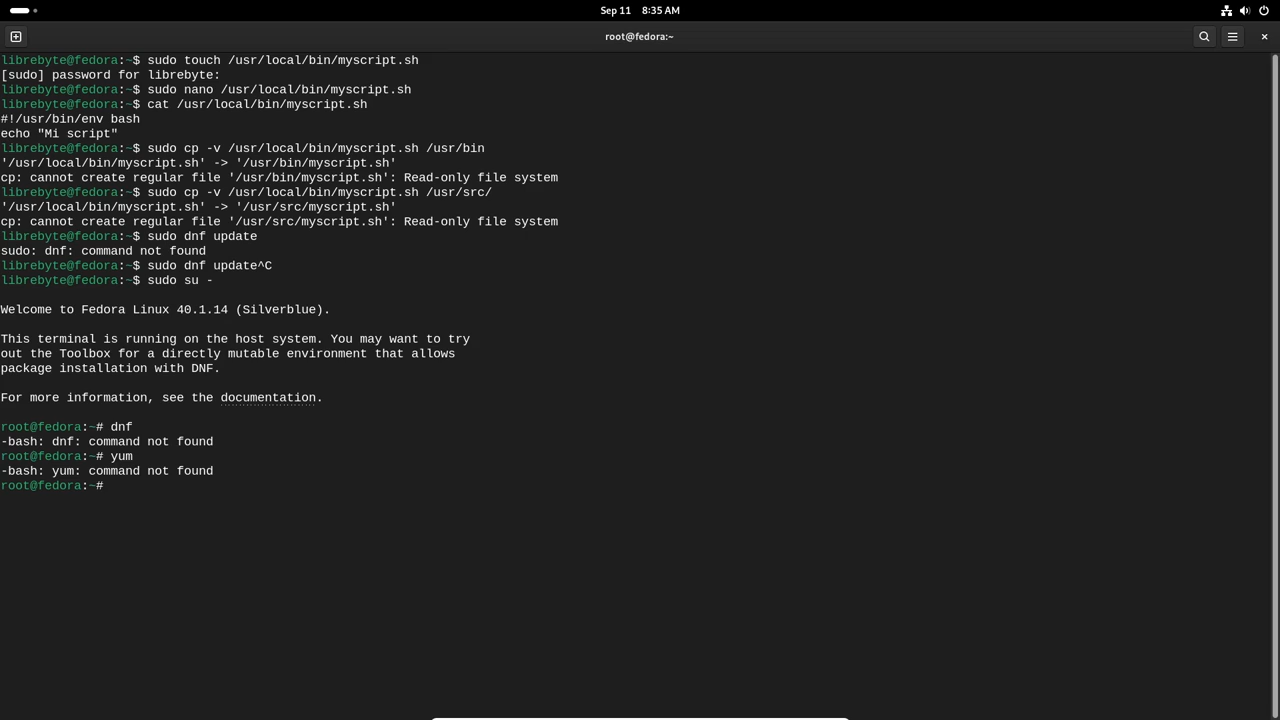 Sep 11 8:35 AM
root@fedora:~
librebyte@fedora:~$ sudo touch /usr/local/bin/myscript.sh
[sudo] password for librebyte:
librebyte@fedora:~$ sudo nano /usr/local/bin/myscript.sh
librebyte@fedora:~$ cat /usr/local/bin/myscript.sh
#!/usr/bin/env bash
echo "Mi script"
librebyte@fedora:~$ sudo cp -v /usr/local/bin/myscript.sh /usr/bin
'/usr/local/bin/myscript.sh' -> '/usr/bin/myscript.sh'
cp: cannot create regular file '/usr/bin/myscript.sh': Read-only file system
librebyte@fedora:~$ sudo cp -v /usr/local/bin/myscript.sh /usr/src/
'/usr/local/bin/myscript.sh' -> '/usr/src/myscript.sh'
cp: cannot create regular file '/usr/src/myscript.sh': Read-only file system
librebyte@fedora:~$ sudo dnf update
sudo: dnf: command not found
librebyte@fedora:~$ sudo dnf update^C
librebyte@fedora:~$ sudo su -
Welcome to Fedora Linux 40.1.14 (Silverblue).
This terminal is running on the host system. You may want to try
out the Toolbox for a directly mutable environment that allows
package installation with DNF.
For more information, see the documentation.
root@fedora:~# dnf
-bash: dnf: command not found
root@fedora:~# yum
-bash: yum: command not found
root@fedora:~#